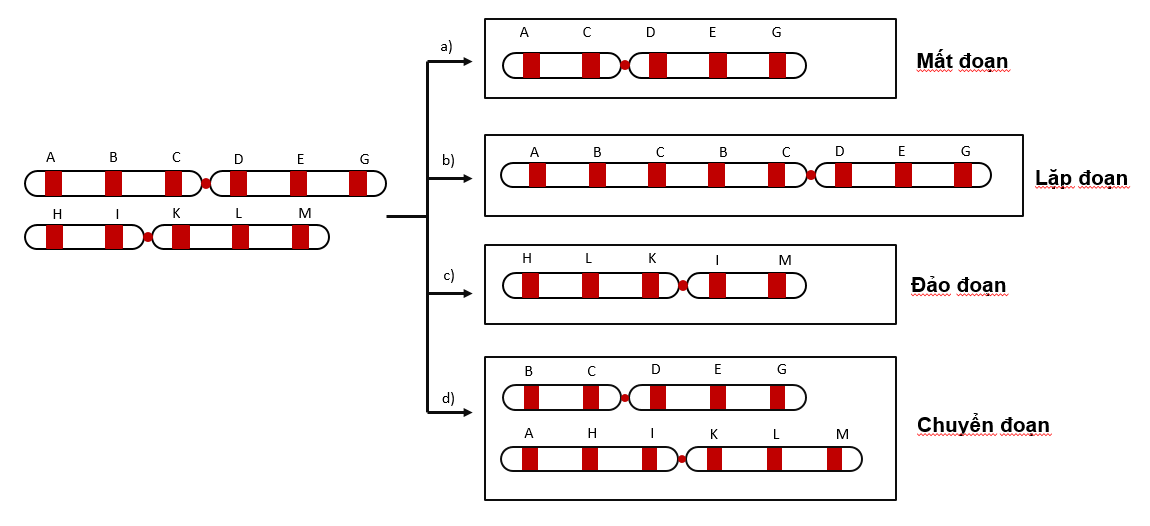 A B C D E G
H I K L M
a)
A C D E G
Mất đoạn
b)
A B C B C D E G
Lặp đoạn
c)
H L K I M
Đảo đoạn
d)
B C D E G
A H I K L M
Chuyển đoạn